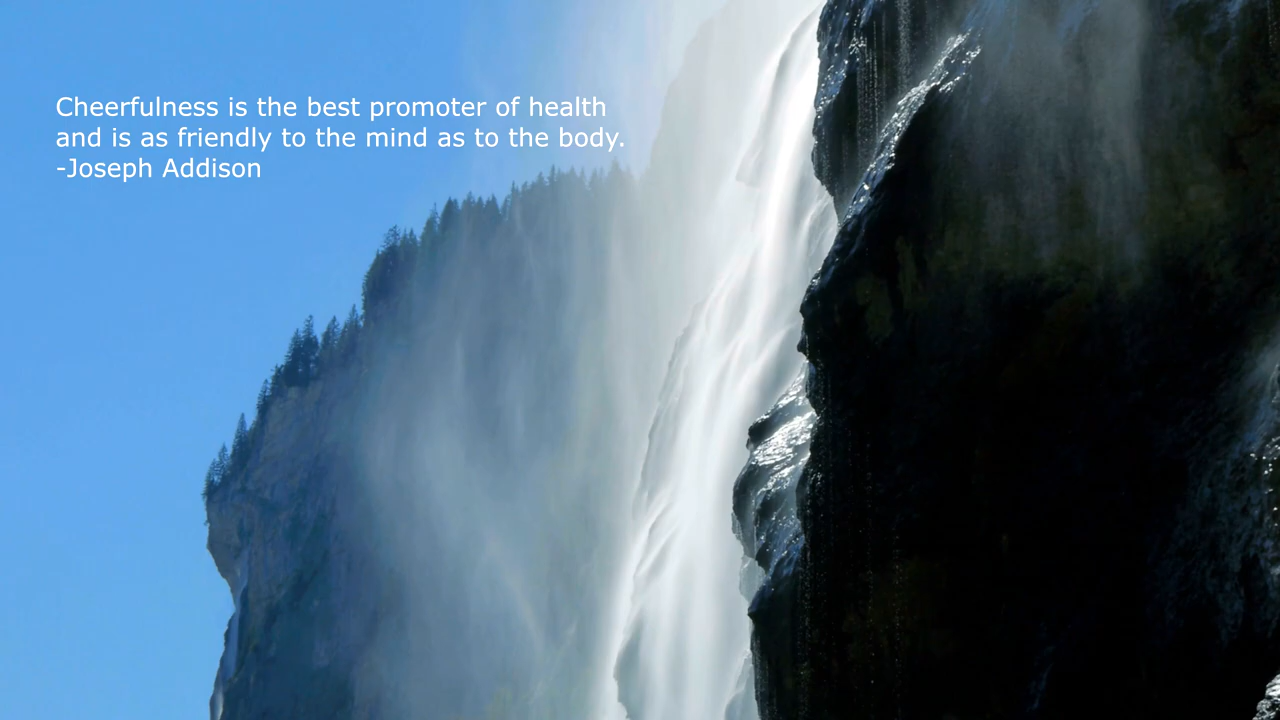 Cheerfulness is the best promoter of health
and is as friendly to the mind as to the body.
-Joseph Addison